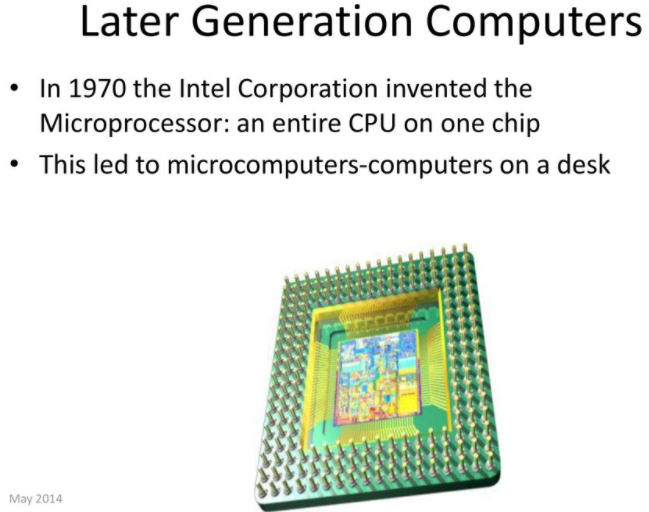 Later Generation Computers
• In 1970 the Intel Corporation invented the
Microprocessor: an entire CPU on one chip
• This led to microcomputers-computers on a desk
May 2014